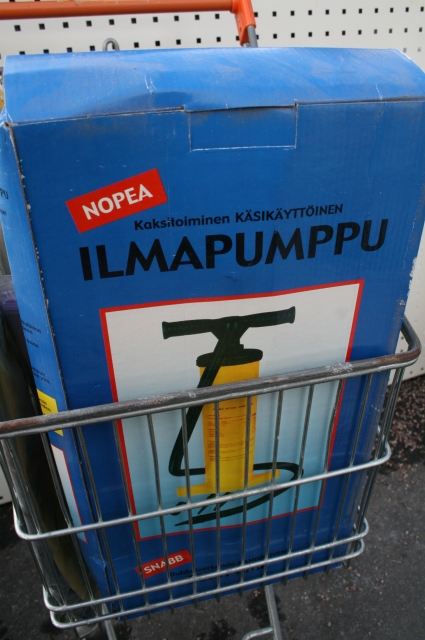 NOPEA
Kaksitoiminen KÄSIKÄYTTÖINEN
ILMAPUMPPU
SNABB